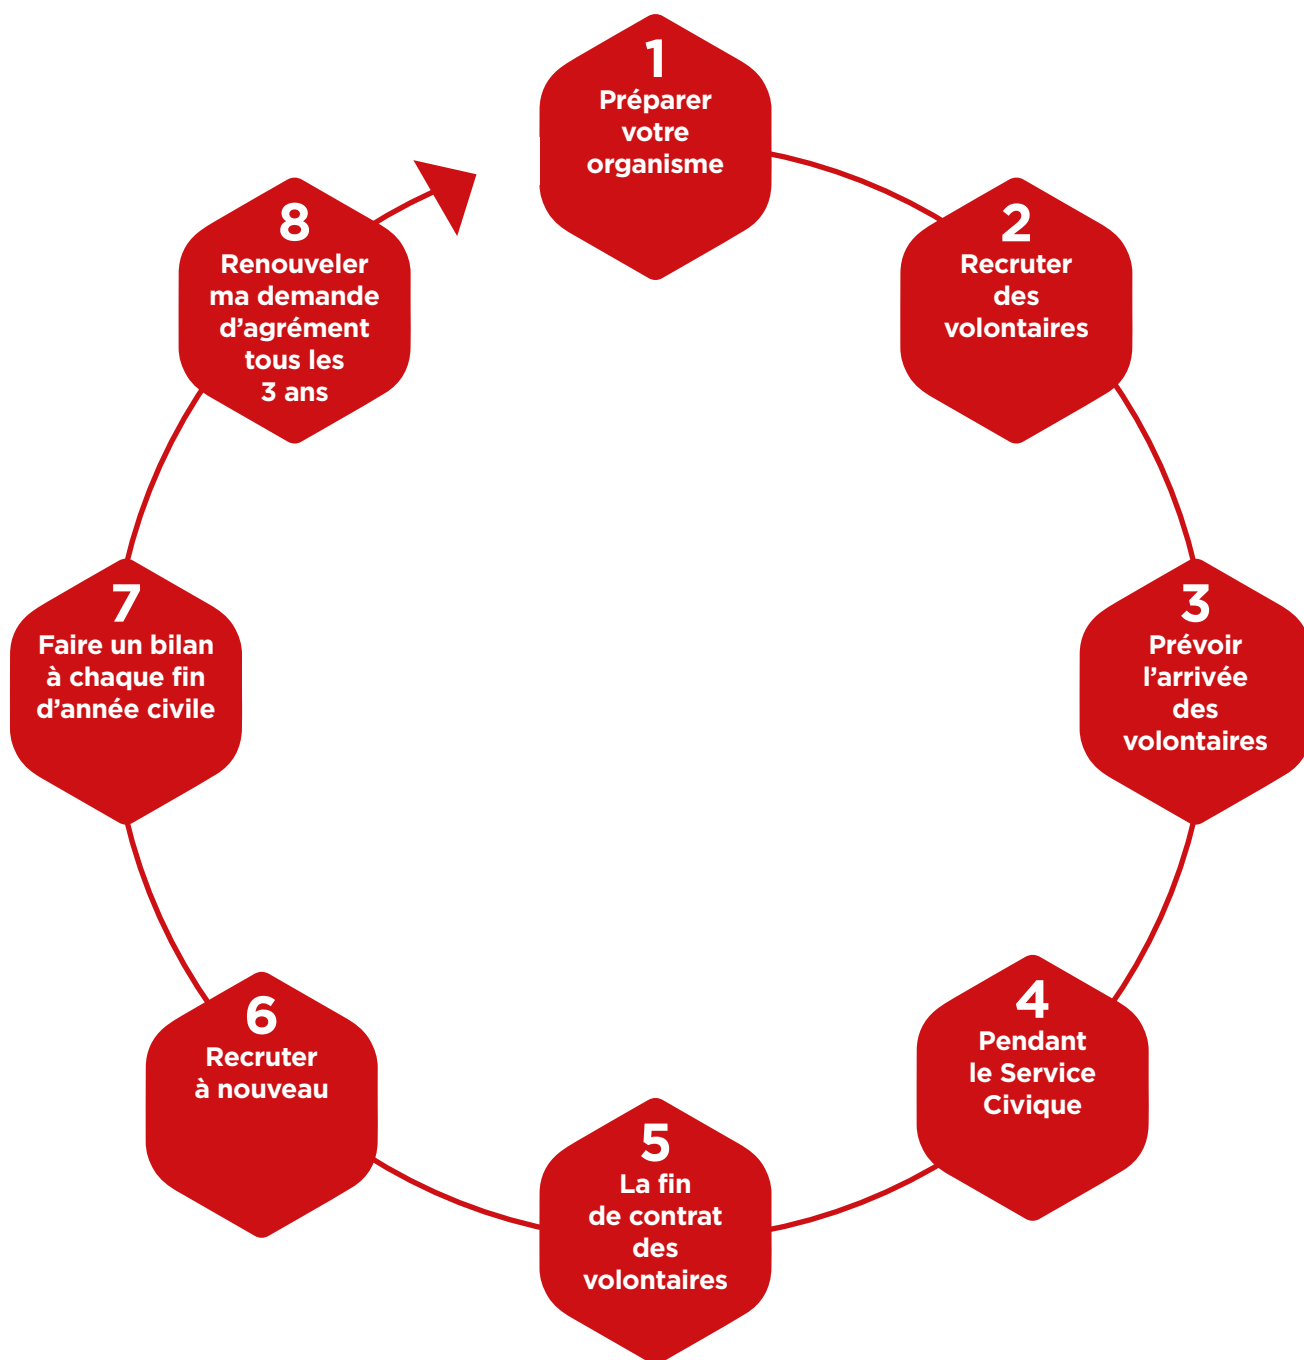 1
Préparer
votre
organisme
2
Recruter
des
volontaires
3
Prévoir
l’arrivée
des
volontaires
4
Pendant
le Service
Civique
5
La fin
de contrat
des
volontaires
6
Recruter
à nouveau
7
Faire un bilan
à chaque fin
d’année civile
8
Renouveler
ma demande
d’agrément
tous les
3 ans